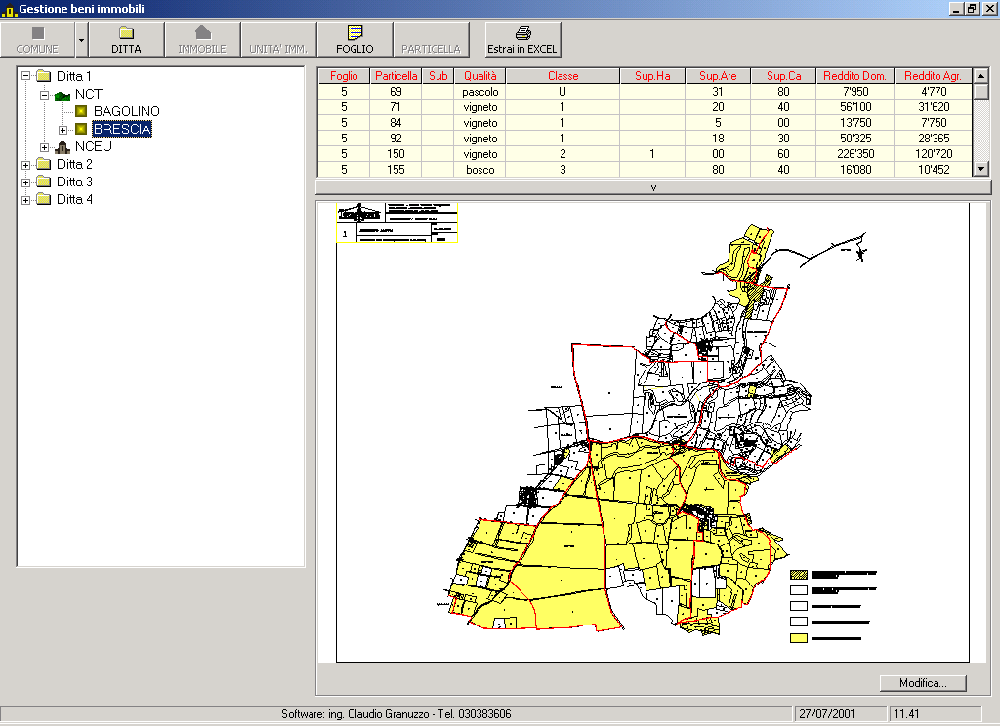 Gestione beni immobili
COMUNE DITTA IMMOBILE UNITA' IMM. FOGLIO PARTICELLA Estrai in EXCEL
Ditta 1
NCT
BAGOLINO
BRESCIA
NCEU
Ditta 2
Ditta 3
Ditta 4
Foglio Particella Sub Qualità Classe Sup.Ha Sup.Are Sup.Ca Reddito Dom. Reddito Agr.
5 69 pascolo U 31 80 7'950 4'770
5 71 vigneto 1 20 40 56'100 31'620
5 84 vigneto 1 5 00 13'750 7'750
5 92 vigneto 1 18 30 50'325 28'365
5 150 vigneto 2 1 00 60 226'350 120'720
5 155 bosco 3 80 40 16'080 10'452
v
1
Modifica...
Software: ing. Claudio Granuzzo - Tel. 030383606 27/07/2001 11.41